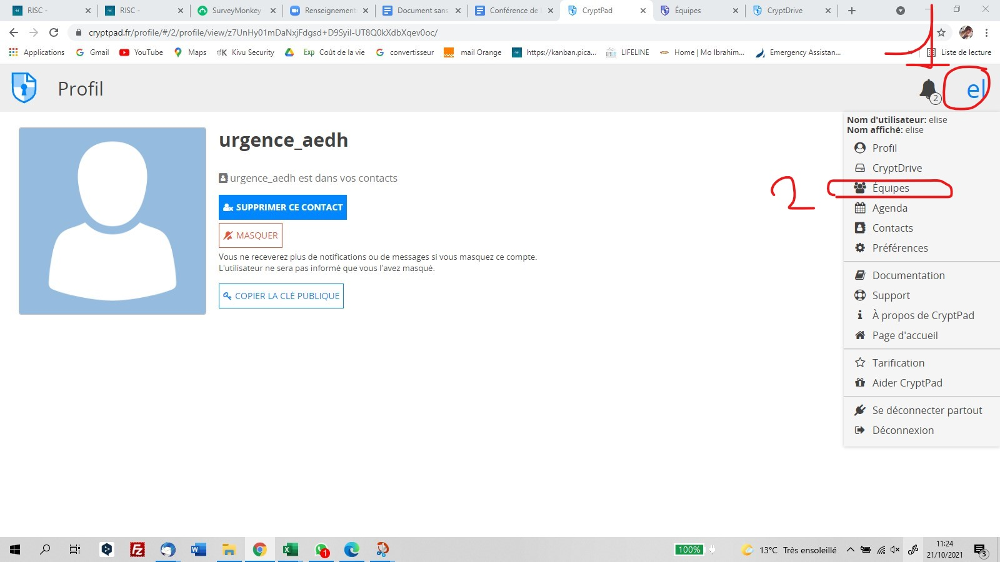 RISC -
RISC -
SurveyMonkey
Renseignement
Document sans
Conférence de
CryptPad
Équipes
CryptDrive
cryptpad.fr/profile/#/2/profile/view/z7UnHy01mDaNxjFdgsd+D9SyiI-UT8Q0kXdbXqev0oc/
Applications
Gmail
YouTube
Maps
Kivu Security
Exp Coût de la vie
convertisseur
mail Orange
https://kanban.pica...
LIFELINE
Home | Mo Ibrahim...
Emergency Assistan...
Liste de lecture
1
Profil
2
el
Nom d'utilisateur: elise
Nom affiché: elise
Profil
CryptDrive
2
Équipes
Agenda
Contacts
Préférences
Documentation
Support
À propos de CryptPad
Page d'accueil
Tarification
Aider CryptPad
Se déconnecter partout
Déconnexion
urgence_aedh
urgence_aedh est dans vos contacts
SUPPRIMER CE CONTACT
MASQUER
Vous ne receverez plus de notifications ou de messages si vous masquez ce compte.
L'utilisateur ne sera pas informé que vous l'avez masqué.
COPIER LA CLÉ PUBLIQUE
1
100%
13°C Très ensoleillé
11:24
21/10/2021
3